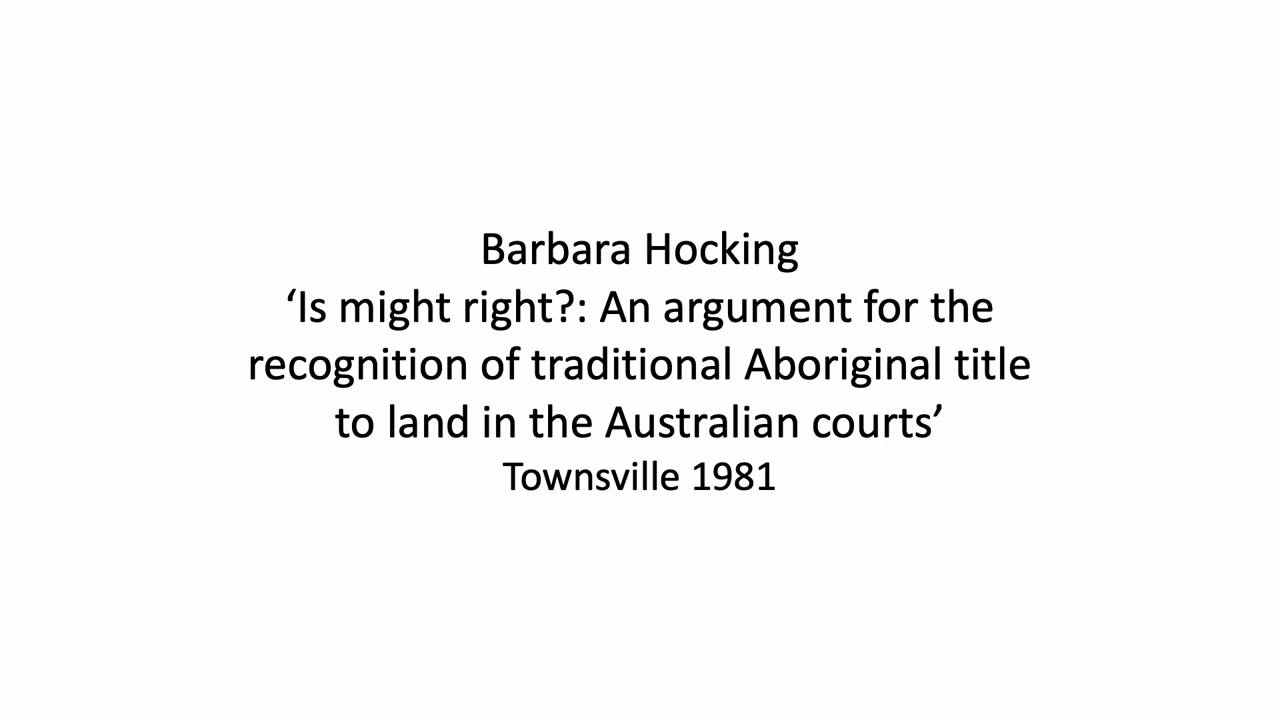 Barbara Hocking
‘Is might right?: An argument for the
recognition of traditional Aboriginal title
to land in the Australian courts’
Townsville 1981